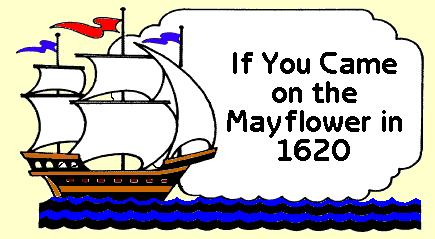 If You Came
on the
Mayflower in
1620